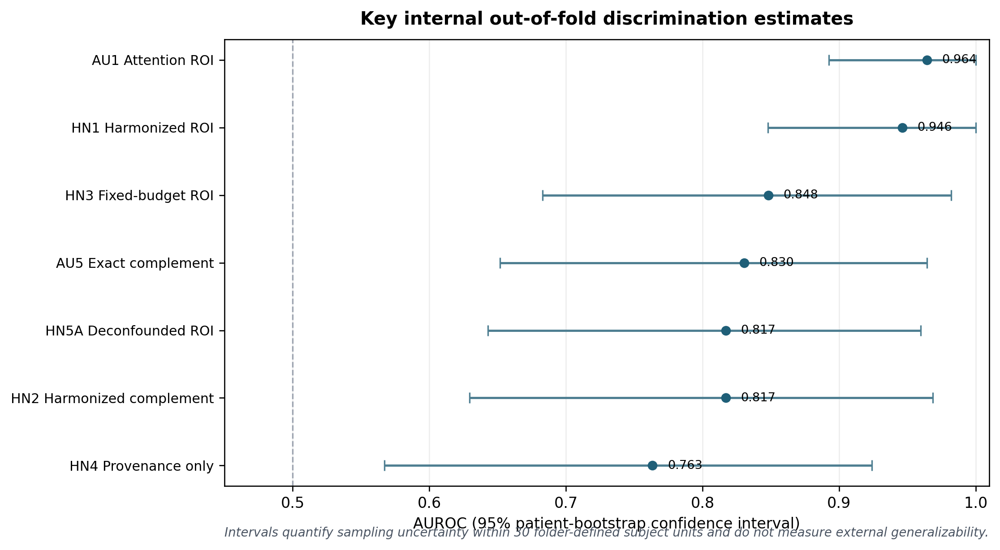 Key internal out-of-fold discrimination estimates
AU1 Attention ROI
0.964
HN1 Harmonized ROI
0.946
HN3 Fixed-budget ROI
0.848
AU5 Exact complement
0.830
HN5A Deconfounded ROI
0.817
HN2 Harmonized complement
0.817
HN4 Provenance only
0.763
0.5 0.6 0.7 0.8 0.9 1.0
AUROC (95% patient-bootstrap confidence interval)
Intervals quantify sampling uncertainty within 30 folder-defined subject units and do not measure external generalizability.